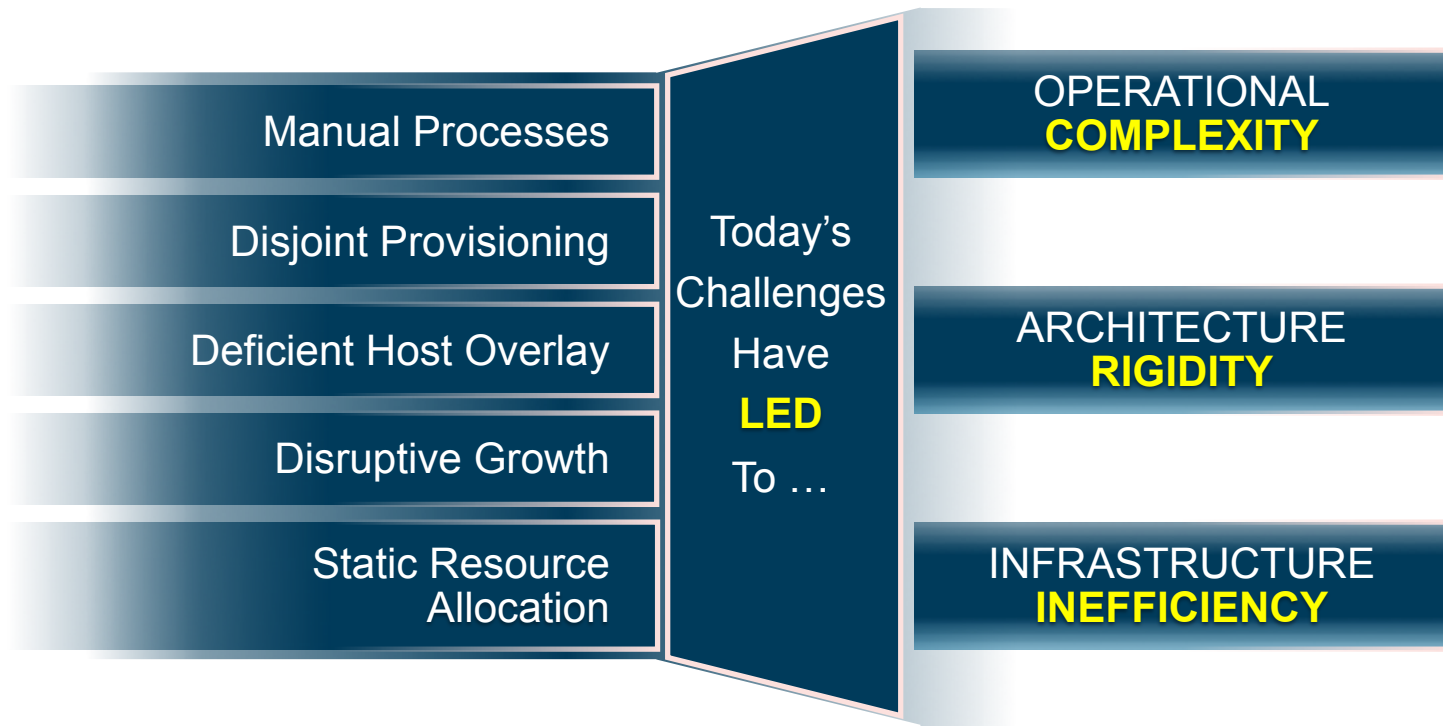 Manual Processes
Disjoint Provisioning
Deficient Host Overlay
Disruptive Growth
Static Resource
Allocation
Today’s
Challenges
Have
LED
To …
OPERATIONAL
COMPLEXITY
ARCHITECTURE
RIGIDITY
INFRASTRUCTURE
INEFFICIENCY